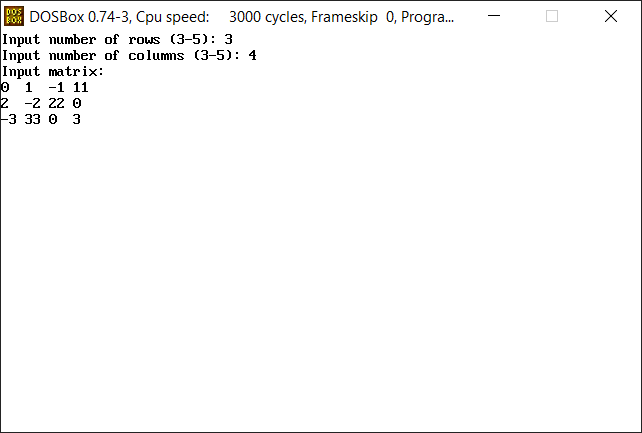 DOS
BOX
DOSBox 0.74-3, Cpu speed:    3000 cycles, Frameskip  0, Progra...
Input number of rows (3-5): 3
Input number of columns (3-5): 4
Input matrix:
0  1  -1 11
2  -2 22 0
-3 33 0  3